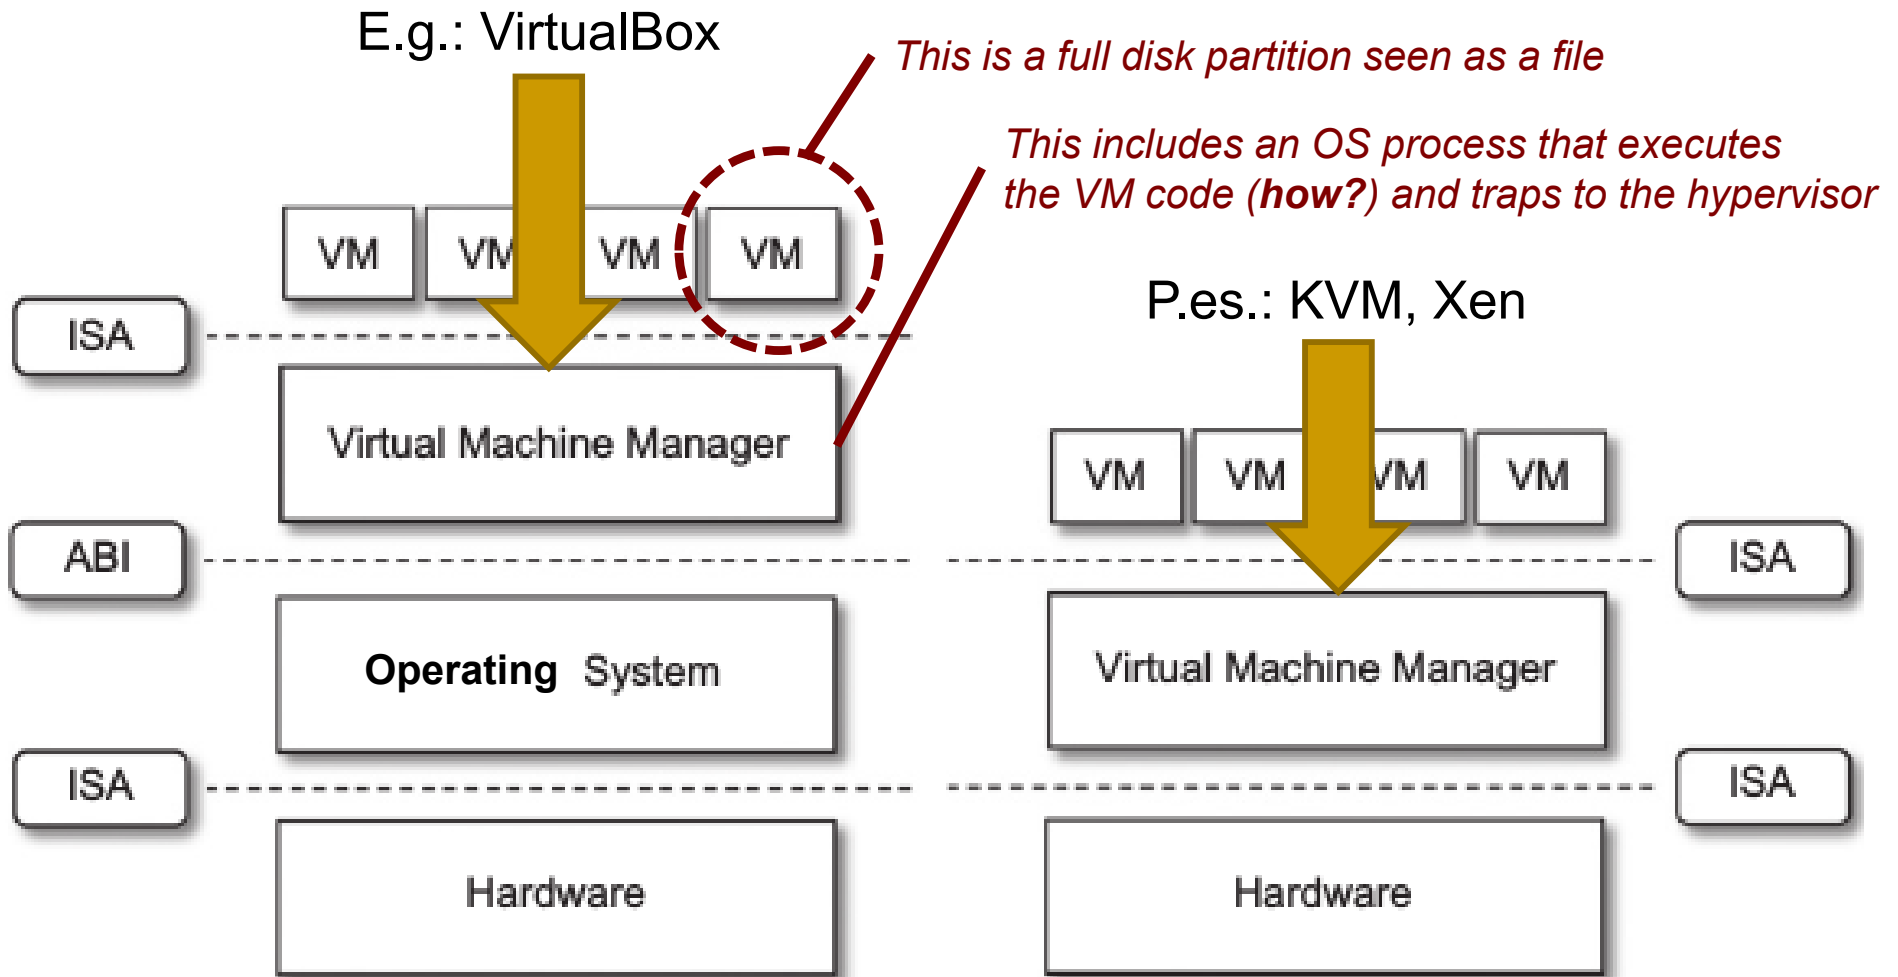 E.g.: VirtualBox
This is a full disk partition seen as a file
This includes an OS process that executes
the VM code (how?) and traps to the hypervisor
VM VM VM VM
P.es.: KVM, Xen
ISA
Virtual Machine Manager
VM VM VM VM
ABI
ISA
Operating System
Virtual Machine Manager
ISA
ISA
Hardware
Hardware